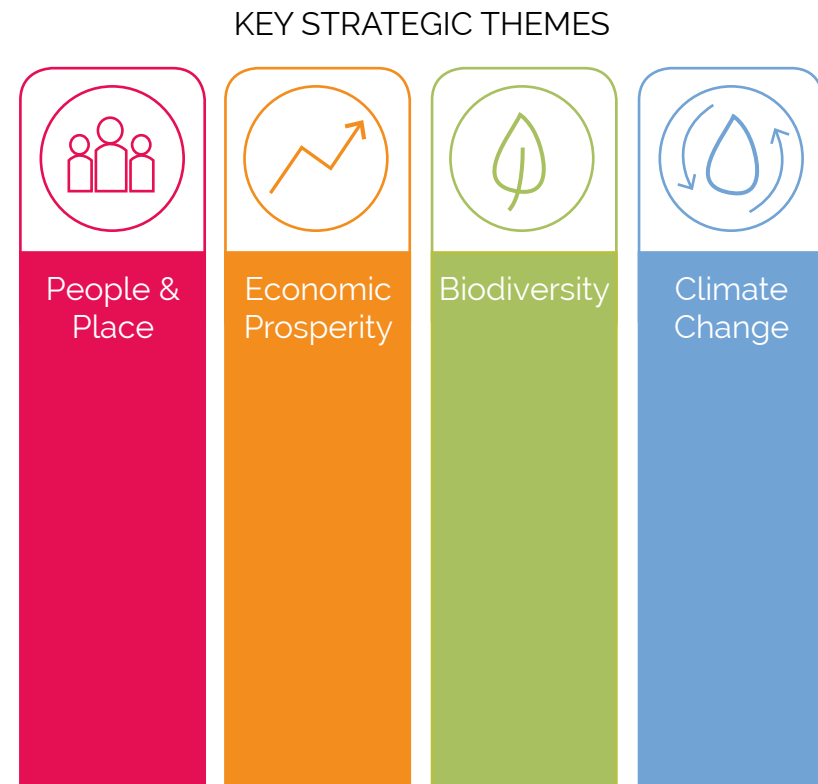 KEY STRATEGIC THEMES
People &
Place
Economic
Prosperity
Biodiversity
Climate
Change